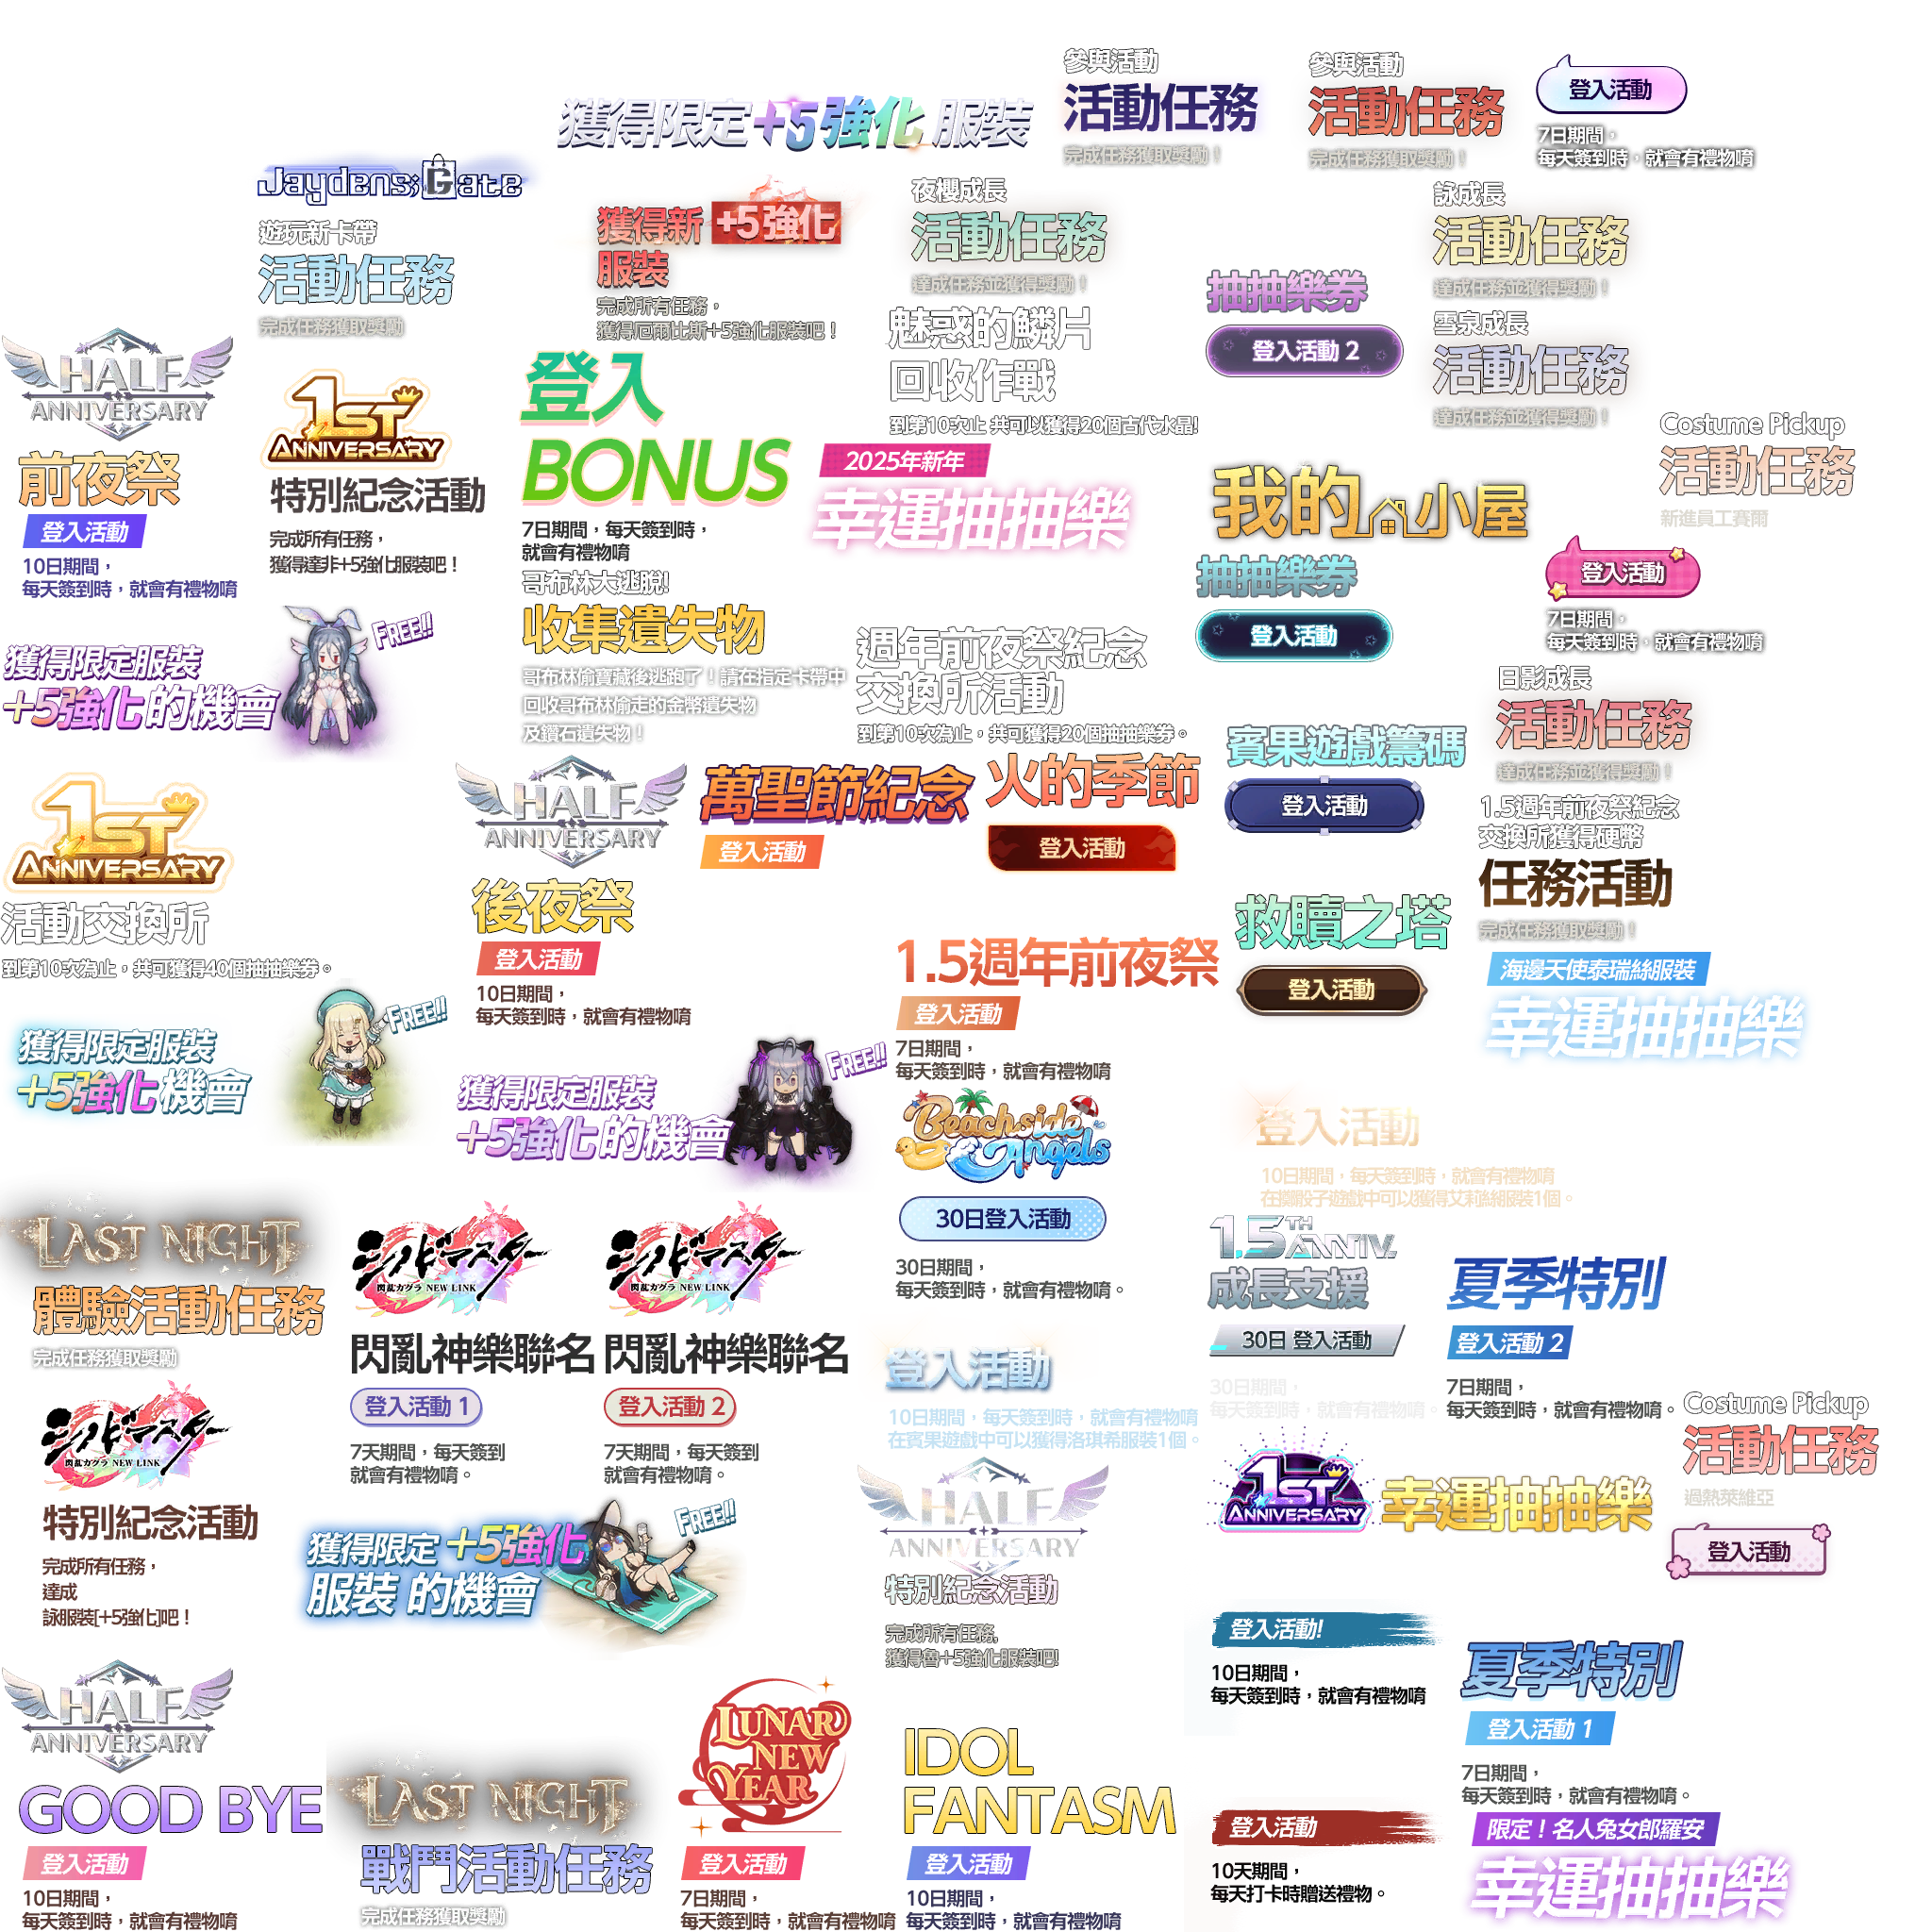 參與活動
活動任務
完成任務獲取獎勵！
參與活動
活動任務
完成任務獲取獎勵！
登入活動
7日期間，
每天簽到時，就會有禮物唷
獲得限定+5強化 服裝
Jaydens;Gate
遊玩新卡帶
活動任務
完成任務獲取獎勵
獲得新 +5強化
服裝
完成所有任務，
獲得厄爾比斯+5強化服裝吧！
夜櫻成長
活動任務
達成任務並獲得獎勵！
詠成長
活動任務
達成任務並獲得獎勵！
抽抽樂券
登入活動 2
雪泉成長
活動任務
達成任務並獲得獎勵！
魅惑的鱗片
回收作戰
到第10次止 共可以獲得20個古代水晶!
HALF
ANNIVERSARY
前夜祭
登入活動
10日期間，
每天簽到時，就會有禮物唷
1ST
ANNIVERSARY
特別紀念活動
完成所有任務，
獲得達非+5強化服裝吧！
登入
BONUS
7日期間，每天簽到時，
就會有禮物唷
2025年新年
幸運抽抽樂
我的小屋
Costume Pickup
活動任務
新進員工賽爾
抽抽樂券
登入活動
登入活動
7日期間，
每天簽到時，就會有禮物唷
哥布林大逃脫!
收集遺失物
哥布林偷寶藏後逃跑了！請在指定卡帶中
回收哥布林偷走的金幣遺失物
及鑽石遺失物！
FREE!!
獲得限定服裝
+5強化的機會
週年前夜祭紀念
交換所活動
到第10次為止，共可獲得20個抽抽樂券。
日影成長
活動任務
達成任務並獲得獎勵！
賓果遊戲籌碼
登入活動
1ST
ANNIVERSARY
活動交換所
到第10次為止，共可獲得40個抽抽樂券。
HALF
ANNIVERSARY
後夜祭
登入活動
10日期間，
每天簽到時，就會有禮物唷
萬聖節紀念
登入活動
火的季節
登入活動
1.5週年前夜祭紀念
交換所獲得硬幣
任務活動
完成任務獲取獎勵！
救贖之塔
登入活動
1.5週年前夜祭
登入活動
7日期間，
每天簽到時，就會有禮物唷
海邊天使泰瑞絲服裝
幸運抽抽樂
FREE!!
獲得限定服裝
+5強化機會
FREE!!
獲得限定服裝
+5強化的機會
Beachside
Angels
30日登入活動
30日期間，
每天簽到時，就會有禮物唷。
登入活動
10日期間，每天簽到時，就會有禮物唷
在擲骰子遊戲中可以獲得艾莉絲服裝1個。
LAST NIGHT
體驗活動任務
完成任務獲取獎勵
シノビマスター
閃乱カグラ NEW LINK
閃亂神樂聯名
登入活動 1
7天期間，每天簽到
就會有禮物唷。
シノビマスター
閃乱カグラ NEW LINK
閃亂神樂聯名
登入活動 2
7天期間，每天簽到
就會有禮物唷。
1.5TH ANNIV.
成長支援
30日 登入活動
30日期間，
每天簽到時，就會有禮物唷。
夏季特別
登入活動 2
7日期間，
每天簽到時，就會有禮物唷。
登入活動
10日期間，每天簽到時，就會有禮物唷
在賓果遊戲中可以獲得洛琪希服裝1個。
シノビマスター
閃乱カグラ NEW LINK
特別紀念活動
完成所有任務，
達成
詠服裝[+5強化]吧！
FREE!!
獲得限定 +5強化
服裝 的機會
HALF
ANNIVERSARY
特別紀念活動
完成所有任務,
獲得魯+5強化服裝吧!
1ST
ANNIVERSARY
幸運抽抽樂
Costume Pickup
活動任務
過熱萊維亞
登入活動
登入活動!
10日期間，
每天簽到時，就會有禮物唷
夏季特別
登入活動 1
7日期間，
每天簽到時，就會有禮物唷。
HALF
ANNIVERSARY
GOOD BYE
登入活動
10日期間，
每天簽到時，就會有禮物唷
LAST NIGHT
戰鬥活動任務
完成任務獲取獎勵
LUNAR
NEW
YEAR
登入活動
7日期間，
每天簽到時，就會有禮物唷
IDOL
FANTASM
登入活動
10日期間，
每天簽到時，就會有禮物唷
登入活動
10天期間，
每天打卡時贈送禮物。
限定！名人兔女郎羅安
幸運抽抽樂